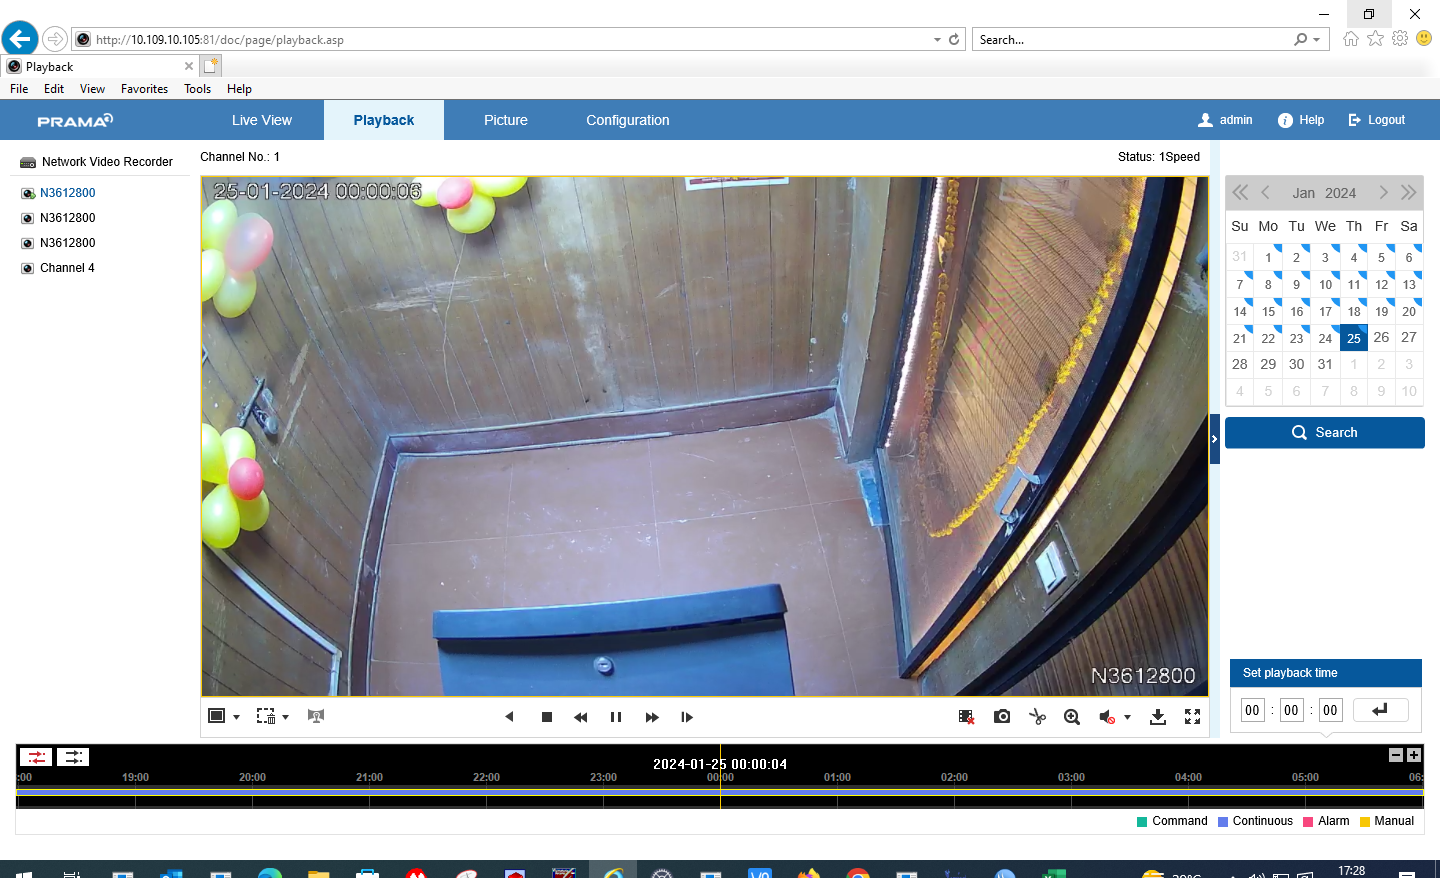 http://10.109.10.105:81/doc/page/playback.asp
Search...
Playback
File Edit View Favorites Tools Help
PRAMA Live View Playback Picture Configuration admin Help Logout
Network Video Recorder
N3612800
N3612800
N3612800
Channel 4
Channel No.: 1 Status: 1Speed
25-01-2024 00:00:06
N3612800
Jan 2024
Su Mo Tu We Th Fr Sa
31 1 2 3 4 5 6
7 8 9 10 11 12 13
14 15 16 17 18 19 20
21 22 23 24 25 26 27
28 29 30 31 1 2 3
4 5 6 7 8 9 10
Search
Set playback time
00 : 00 : 00
2024-01-25 00:00:04
:00 19:00 20:00 21:00 22:00 23:00 00:00 01:00 02:00 03:00 04:00 05:00 06:
Command Continuous Alarm Manual
17:28